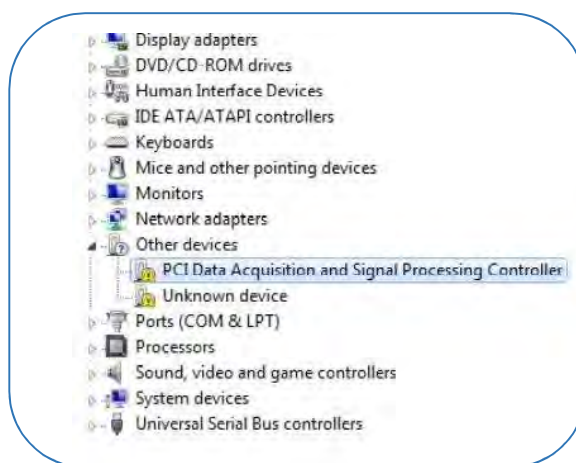 Display adapters
DVD/CD-ROM drives
Human Interface Devices
IDE ATA/ATAPI controllers
Keyboards
Mice and other pointing devices
Monitors
Network adapters
Other devices
PCI Data Acquisition and Signal Processing Controller
Unknown device
Ports (COM & LPT)
Processors
Sound, video and game controllers
System devices
Universal Serial Bus controllers